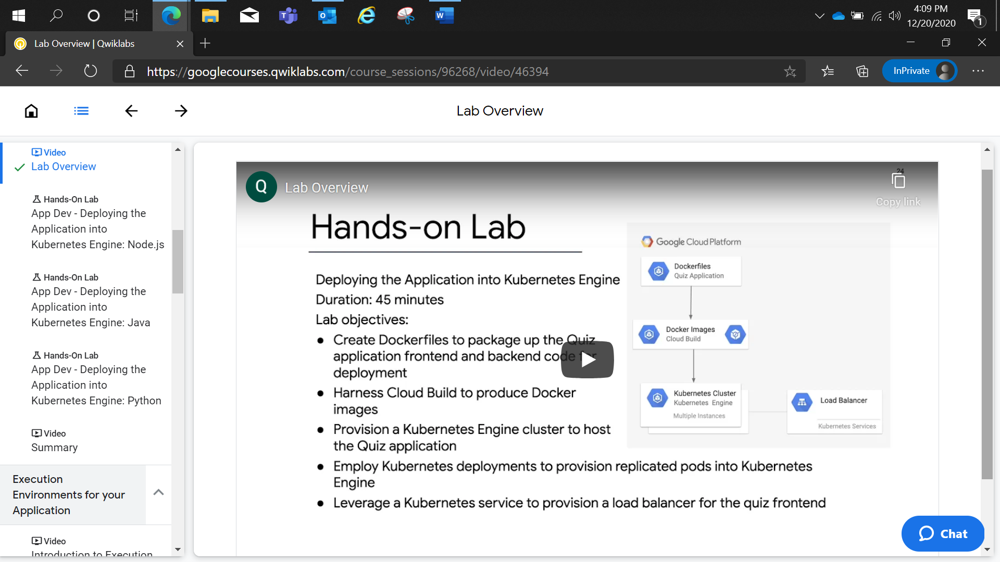 4:09 PM
12/20/2020
1
Lab Overview | Qwiklabs
https://googlecourses.qwiklabs.com/course_sessions/96268/video/46394
InPrivate
Lab Overview
Video
Lab Overview
Hands-On Lab
App Dev - Deploying the
Application into
Kubernetes Engine: Node.js
Hands-On Lab
App Dev - Deploying the
Application into
Kubernetes Engine: Java
Hands-On Lab
App Dev - Deploying the
Application into
Kubernetes Engine: Python
Video
Summary
Execution
Environments for your
Application
Video
Introduction to Execution
Q Lab Overview
24
Copy link
Hands-on Lab
Deploying the Application into Kubernetes Engine
Duration: 45 minutes
Lab objectives:
● Create Dockerfiles to package up the Quiz
application frontend and backend code for
deployment
● Harness Cloud Build to produce Docker
images
● Provision a Kubernetes Engine cluster to host
the Quiz application
● Employ Kubernetes deployments to provision replicated pods into Kubernetes
Engine
● Leverage a Kubernetes service to provision a load balancer for the quiz frontend
Google Cloud Platform
Dockerfiles
Quiz Application
Docker Images
Cloud Build
Kubernetes Cluster
Kubernetes Engine
Multiple Instances
Load Balancer
Kubernetes Services
Chat